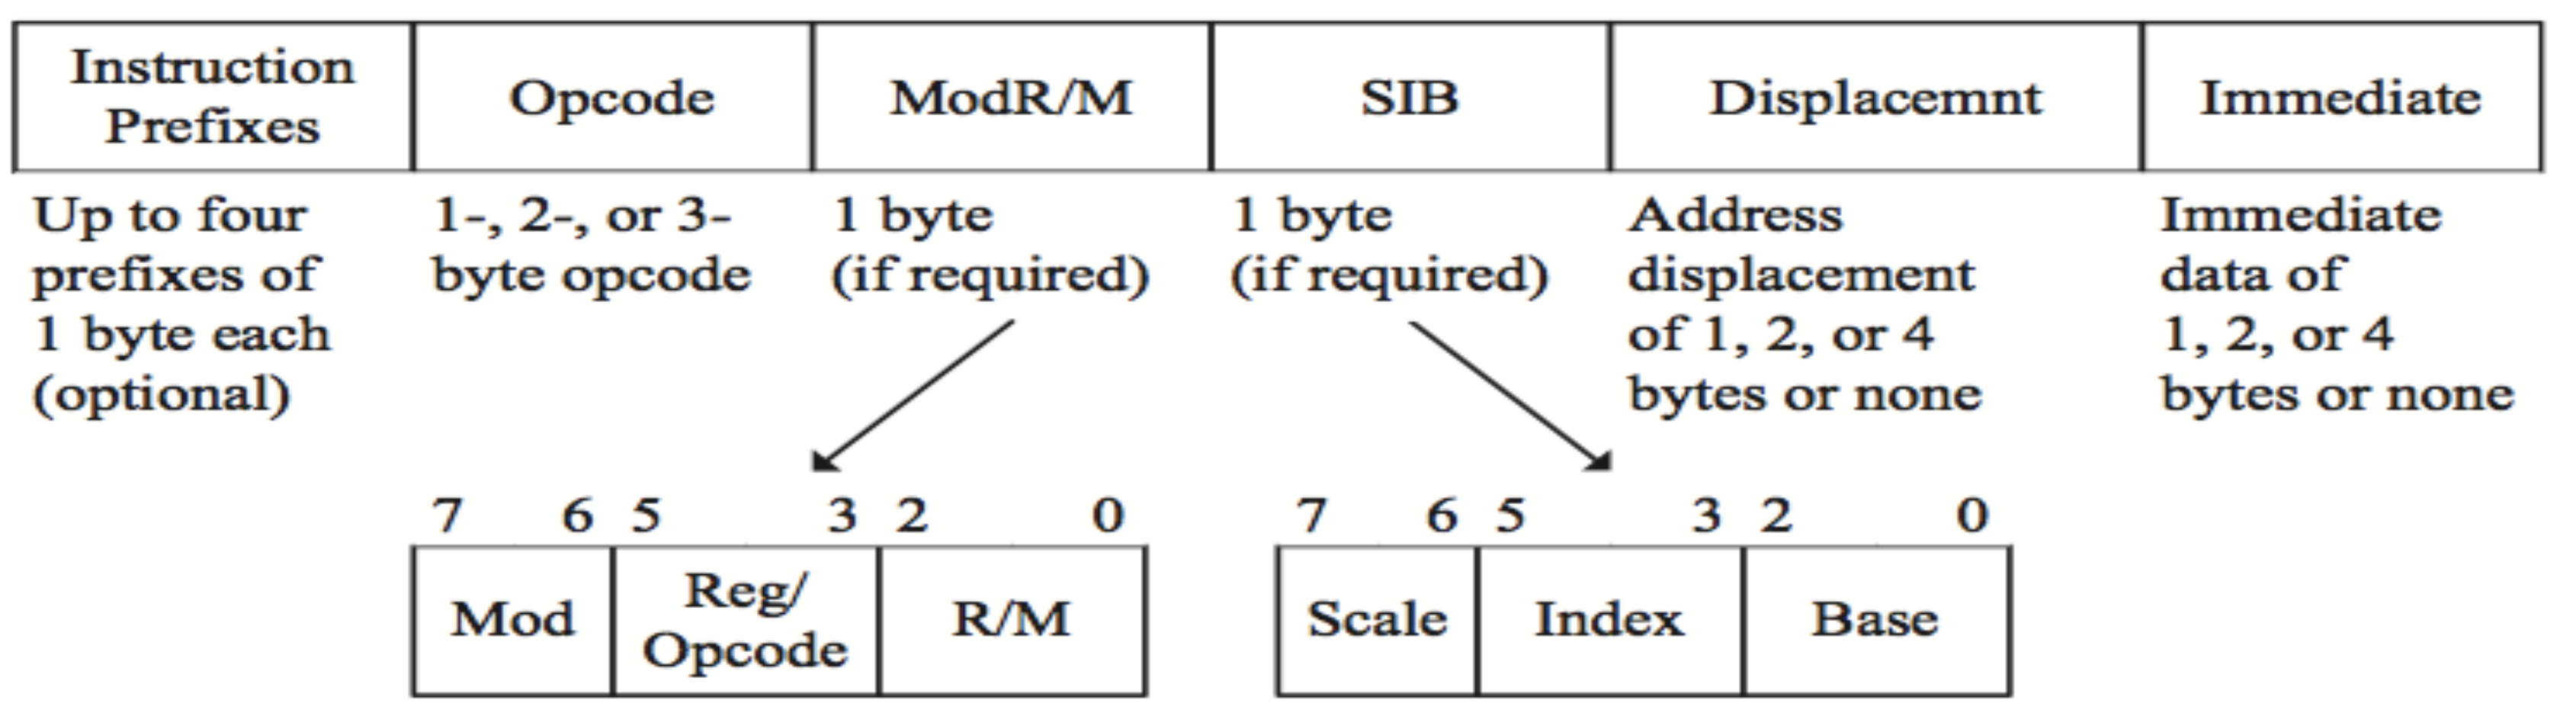 Instruction
Prefixes
Opcode
ModR/M
SIB
Displacemnt
Immediate
Up to four
prefixes of
1 byte each
(optional)
1-, 2-, or 3-
byte opcode
1 byte
(if required)
1 byte
(if required)
Address
displacement
of 1, 2, or 4
bytes or none
Immediate
data of
1, 2, or 4
bytes or none
7 6 5 3 2 0
Mod
Reg/
Opcode
R/M
7 6 5 3 2 0
Scale
Index
Base